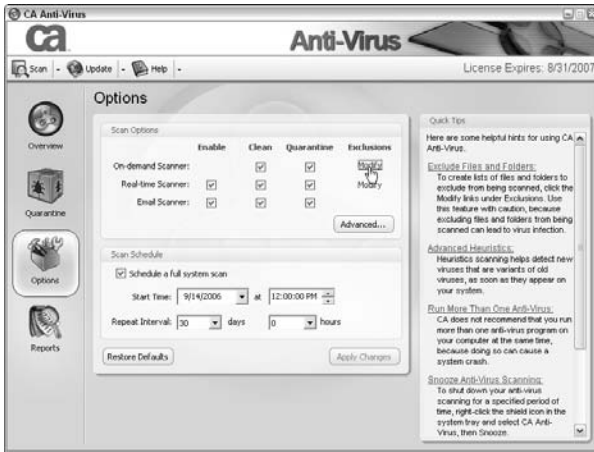 CA Anti-Virus
ca
Anti-Virus
Scan Update Help
License Expires: 8/31/2007
Overview
Quarantine
Options
Reports
Options
Scan Options
Enable Clean Quarantine Exclusions
On-demand Scanner: Modify
Real-time Scanner: Modify
Email Scanner:
Advanced...
Scan Schedule
Schedule a full system scan
Start Time: 9/14/2006 at 12:00:00 PM
Repeat Interval: 30 days 0 hours
Restore Defaults Apply Changes
Quick Tips
Here are some helpful hints for using CA
Anti-Virus.
Exclude Files and Folders:
To create lists of files and folders to
exclude from being scanned, click the
Modify links under Exclusions. Use
this feature with caution, because
excluding files and folders from being
scanned can lead to virus infection.
Advanced Heuristics:
Heuristics scanning helps detect new
viruses that are variants of old
viruses, as soon as they appear on
your system.
Run More Than One Anti-Virus:
CA does not recommend that you run
more than one anti-virus program on
your computer at the same time,
because doing so can cause a
system crash.
Snooze Anti-Virus Scanning:
To shut down your anti-virus
scanning for a specified period of
time, right-click the shield icon in the
system tray and select CA Anti-
Virus, then Snooze.